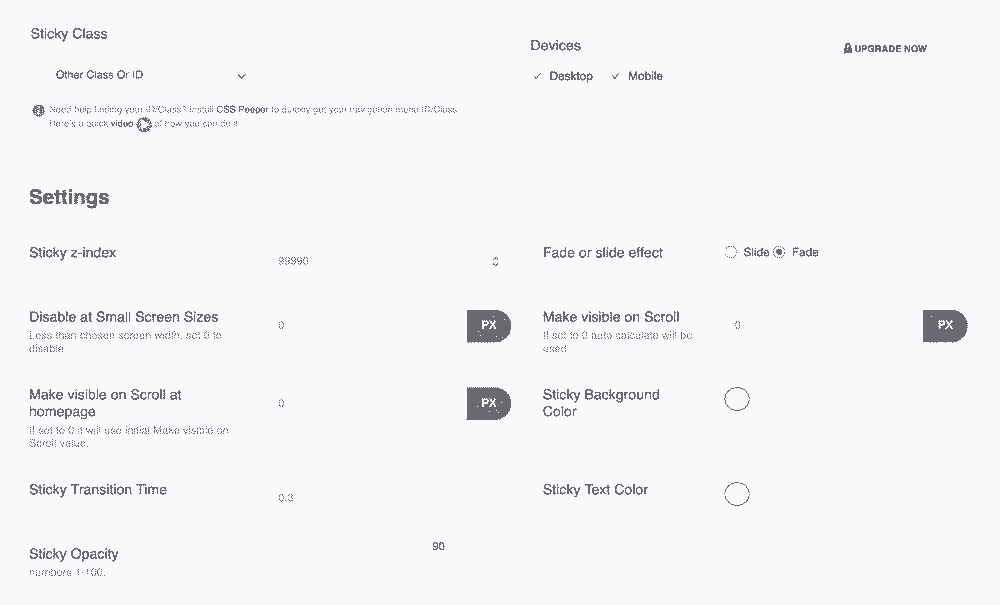 Sticky Class
Devices
UPGRADE NOW
Other Class Or ID
Desktop
Mobile
Need help finding your ID/Class? Install CSS Peeper to quickly get your navigation menu ID/Class.
Here's a quick video of how you can do it
Settings
Sticky z-index
99990
Fade or slide effect
Slide
Fade
Disable at Small Screen Sizes
Less than chosen screen width, set 0 to
disable
0
PX
Make visible on Scroll
If set to 0 auto calculate will be
used
0
PX
Make visible on Scroll at
homepage
If set to 0 it will use initial Make visible on
Scroll value.
0
PX
Sticky Background
Color
Sticky Transition Time
0.3
Sticky Text Color
Sticky Opacity
numbers 1-100.
90